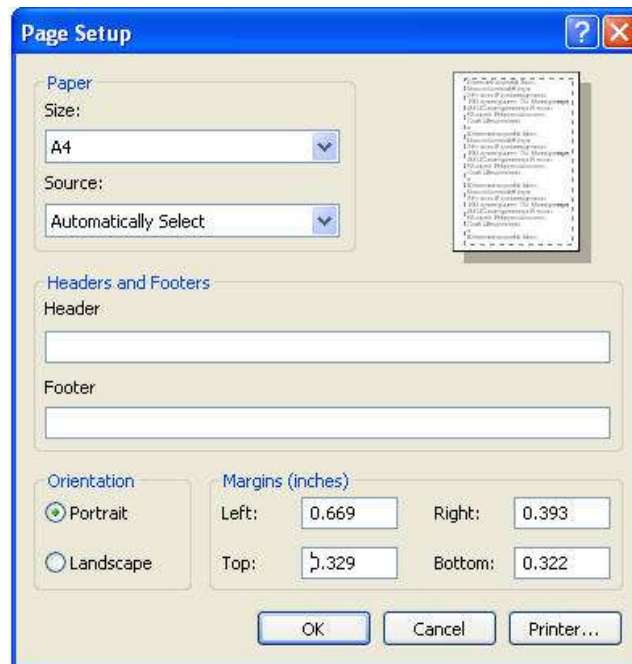 Page Setup
Paper
Size:
A4
Source:
Automatically Select
Headers and Footers
Header
Footer
Orientation
Portrait
Landscape
Margins (inches)
Left: 0.669 Right: 0.393
Top: .329 Bottom: 0.322
OK Cancel Printer...